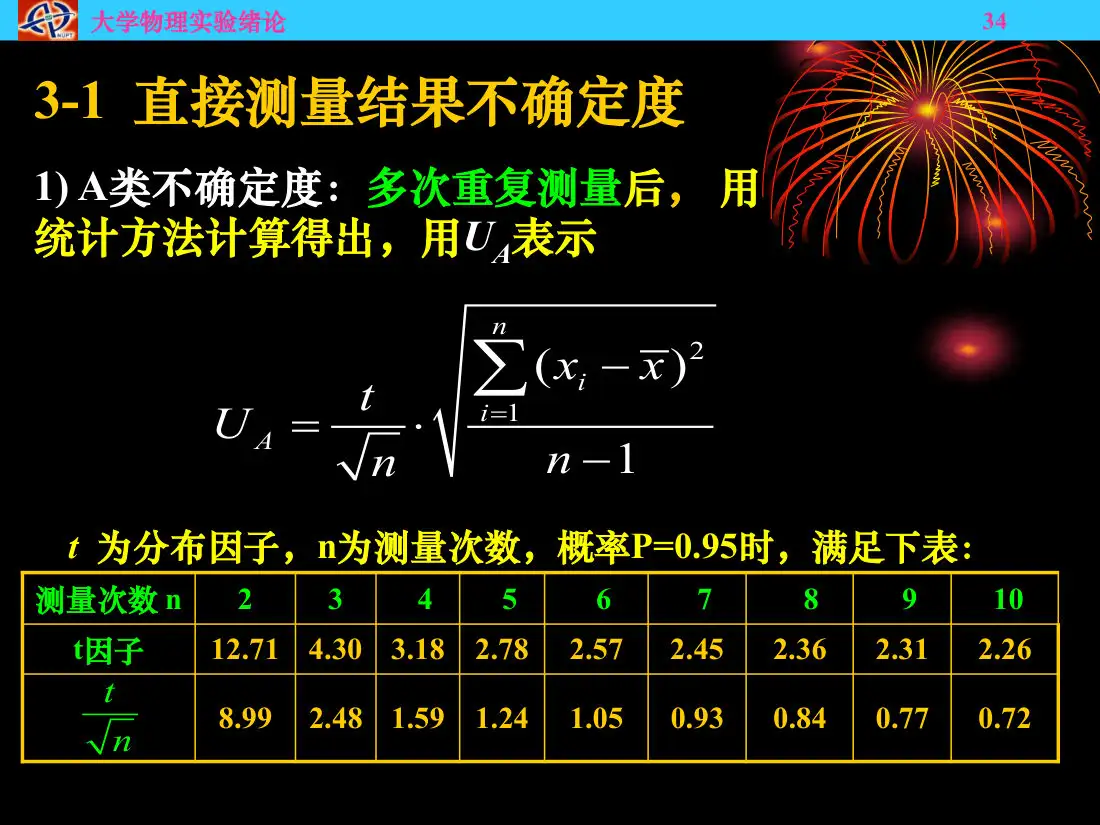 大学物理实验绪论 34
NUPT
3-1 直接测量结果不确定度
1) A类不确定度：多次重复测量后， 用
统计方法计算得出，用U_A表示
U_A = t/√n · √(∑_{i=1}^{n} (x_i − x̅)² / (n − 1))
t 为分布因子，n为测量次数，概率P=0.95时，满足下表：
测量次数 n 2 3 4 5 6 7 8 9 10
t因子 12.71 4.30 3.18 2.78 2.57 2.45 2.36 2.31 2.26
t/√n 8.99 2.48 1.59 1.24 1.05 0.93 0.84 0.77 0.72